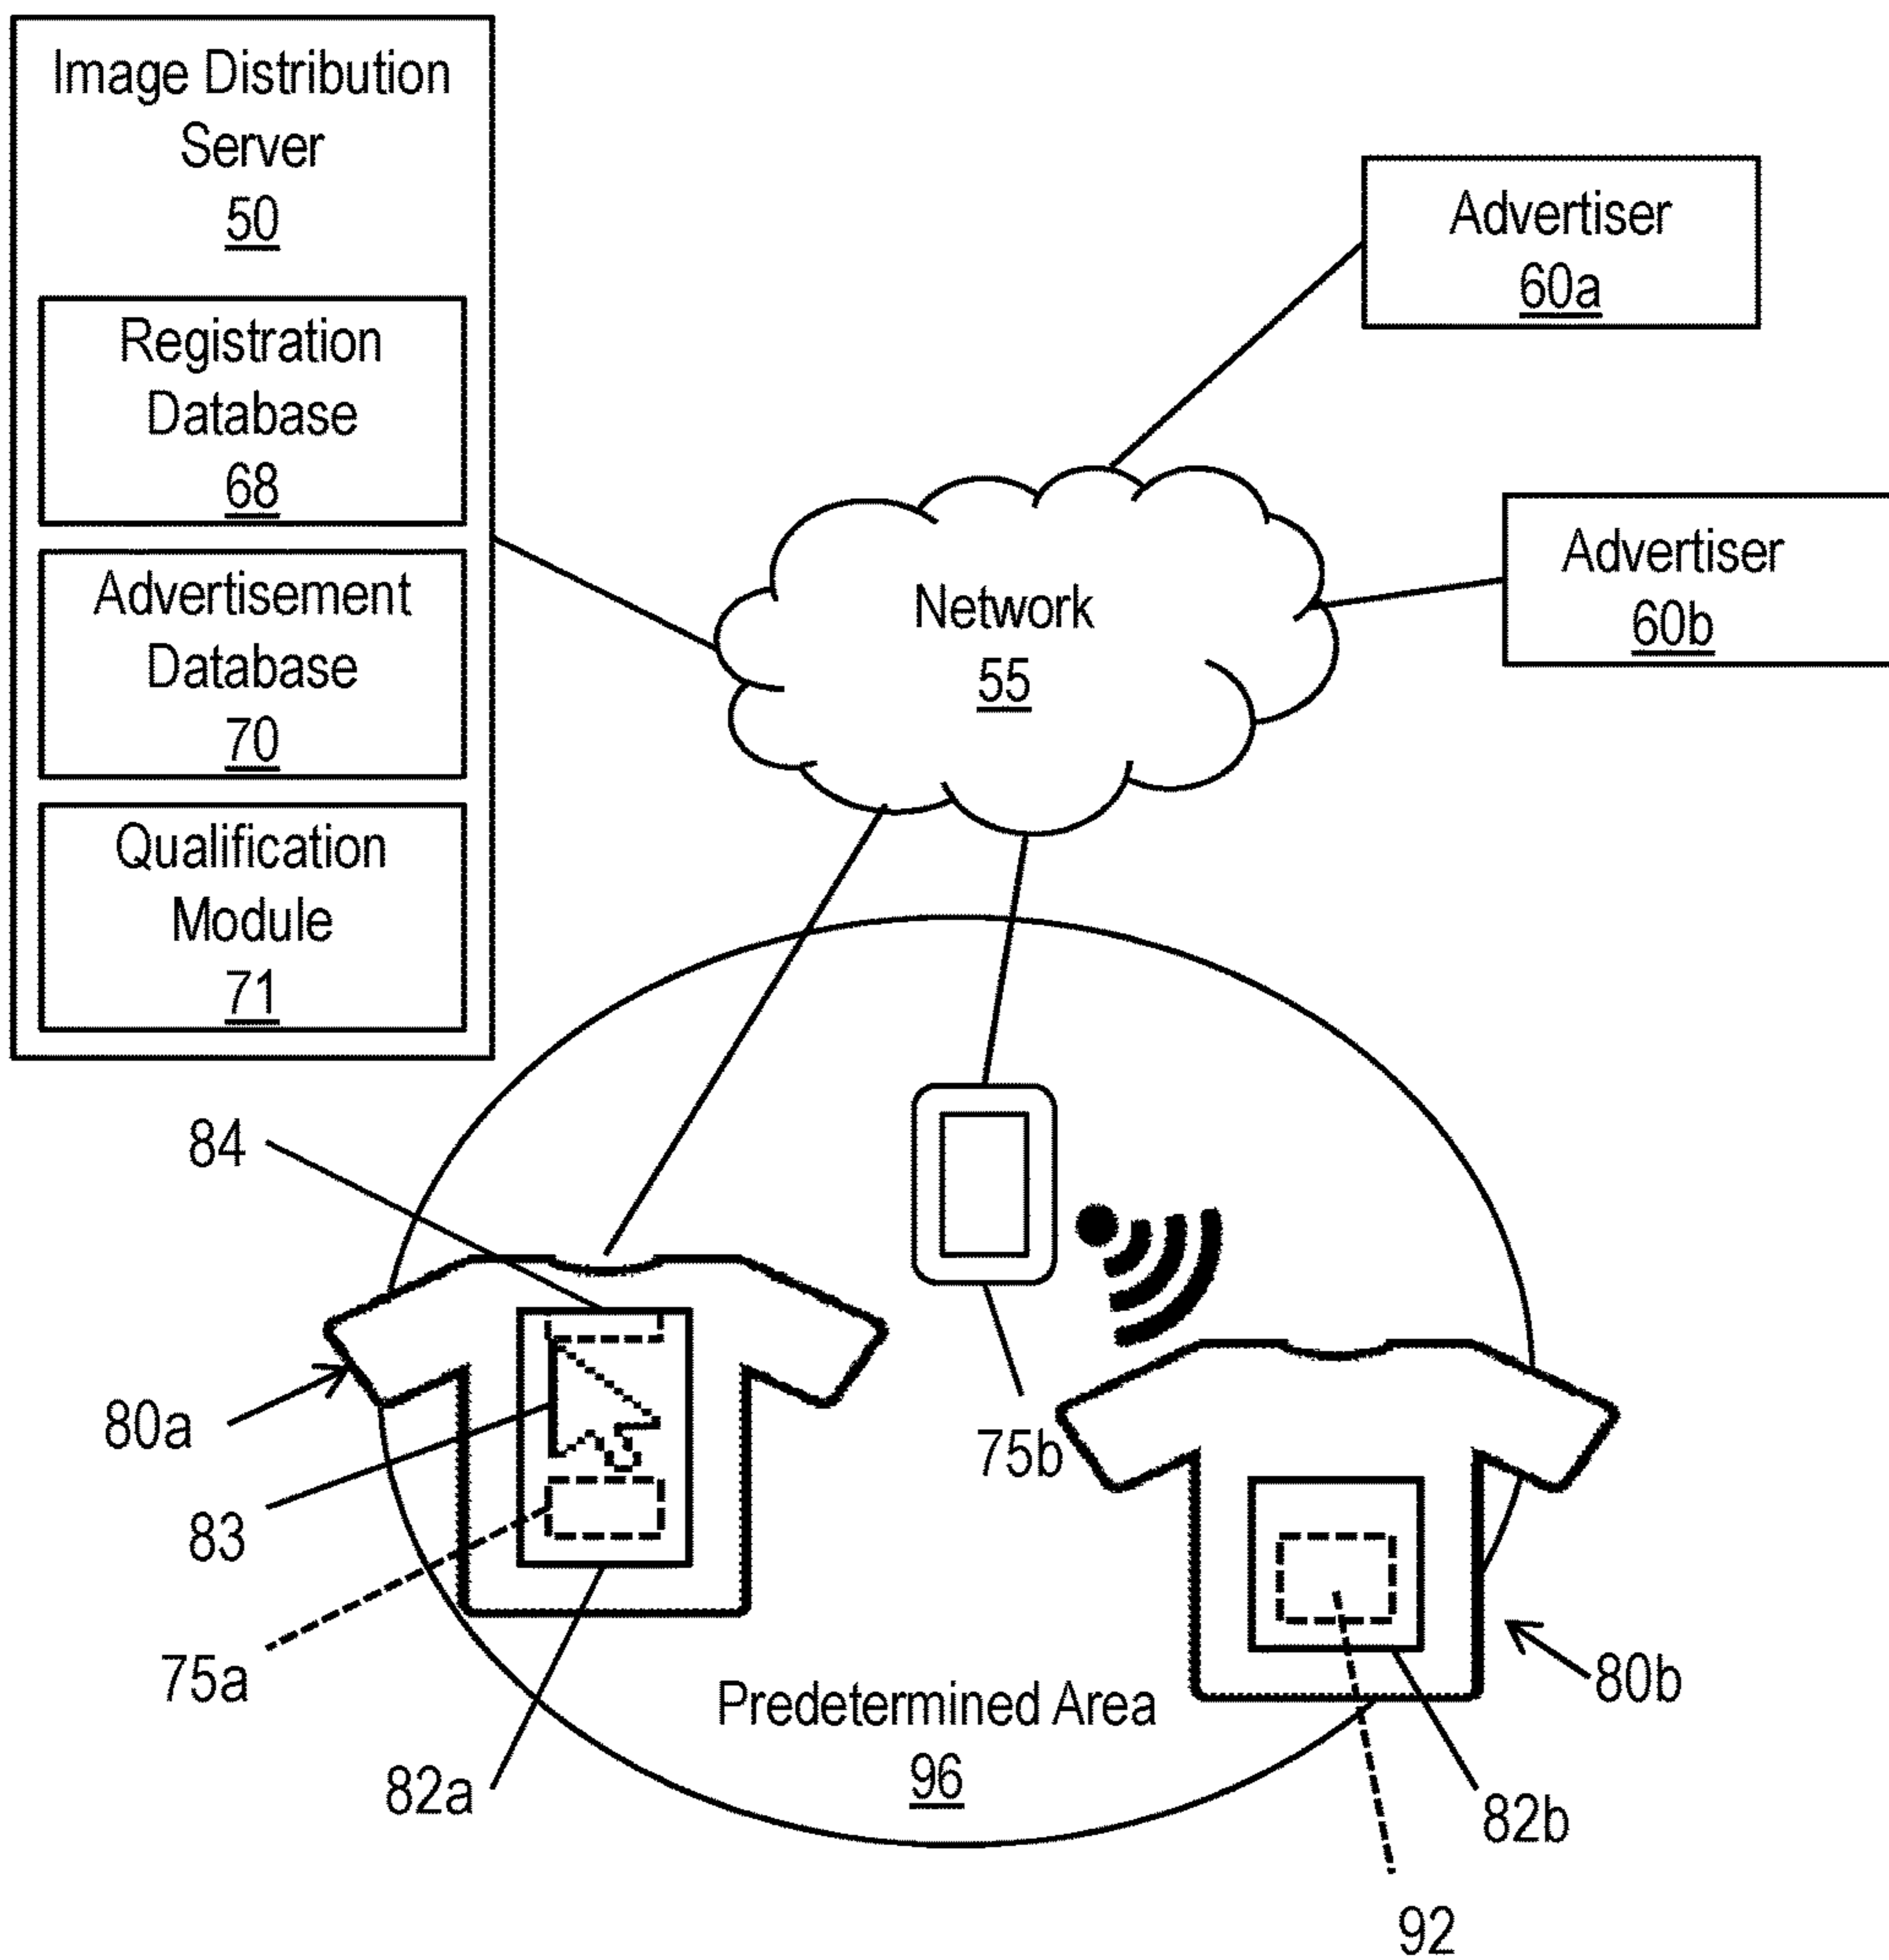 Image Distribution
Server
50
Registration
Database
68
Advertisement
Database
70
Qualification
Module
71
Advertiser
60a
Advertiser
60b
Network
55
84
80a
83
75a
82a
75b
Predetermined Area
96
80b
82b
92